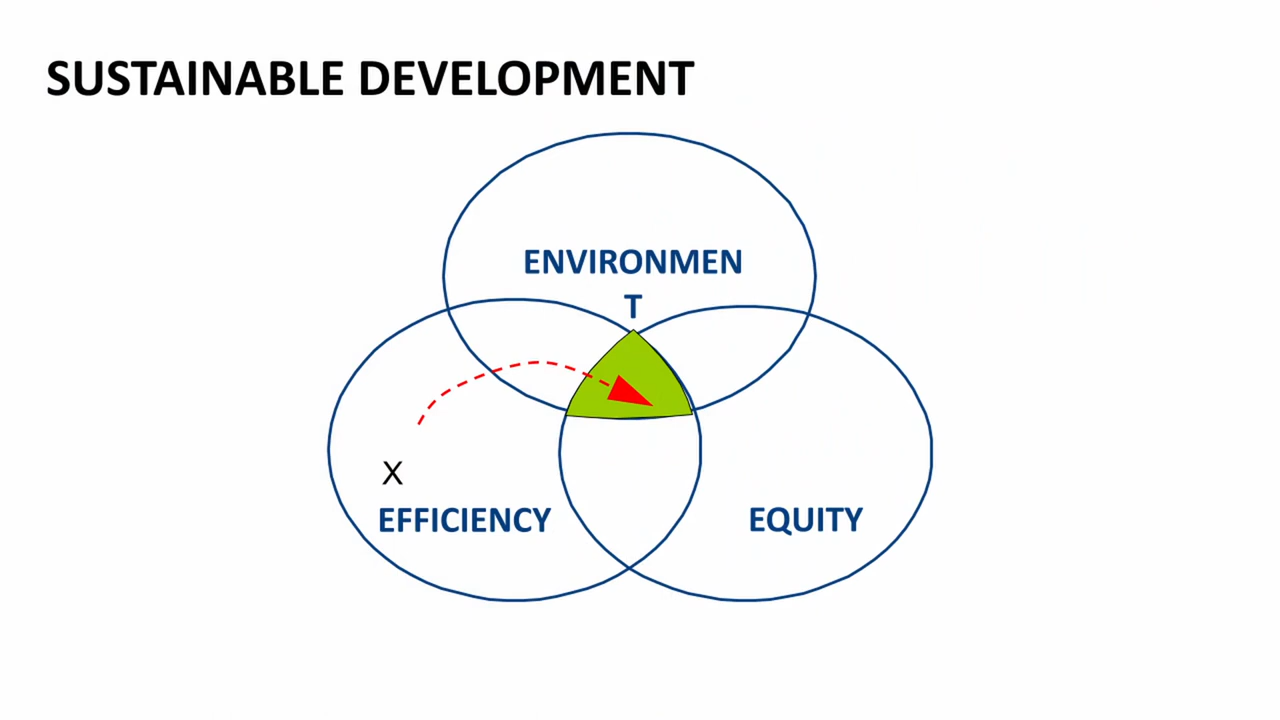 SUSTAINABLE DEVELOPMENT
ENVIRONMEN
T
X
EFFICIENCY
EQUITY